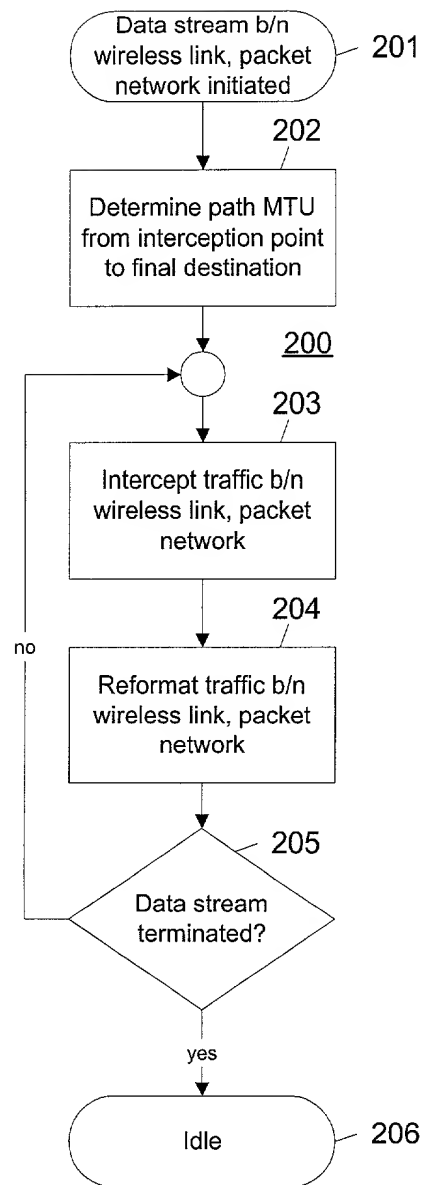 Data stream b/n
wireless link, packet
network initiated
201
202
Determine path MTU
from interception point
to final destination
200
203
Intercept traffic b/n
wireless link, packet
network
204
no
Reformat traffic b/n
wireless link, packet
network
205
Data stream
terminated?
yes
Idle
206